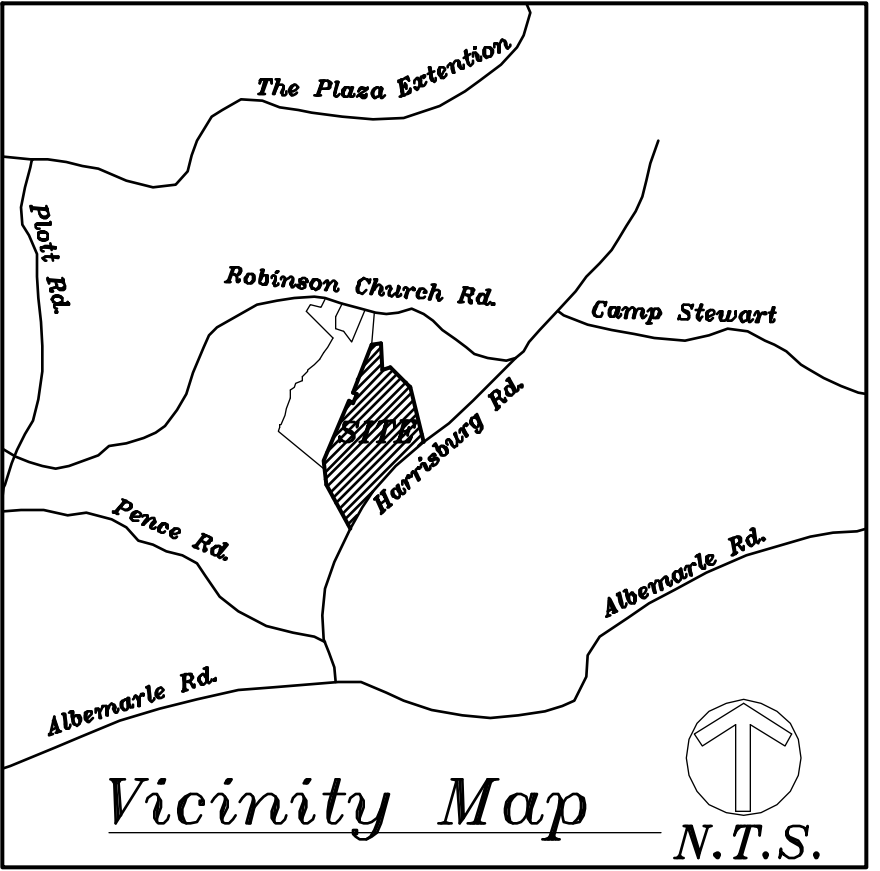 The Plaza Extention
Plott Rd.
Robinson Church Rd.
Camp Stewart
SITE
Harrisburg Rd.
Pence Rd.
Albemarle Rd.
Albemarle Rd.
Vicinity Map
N.T.S.